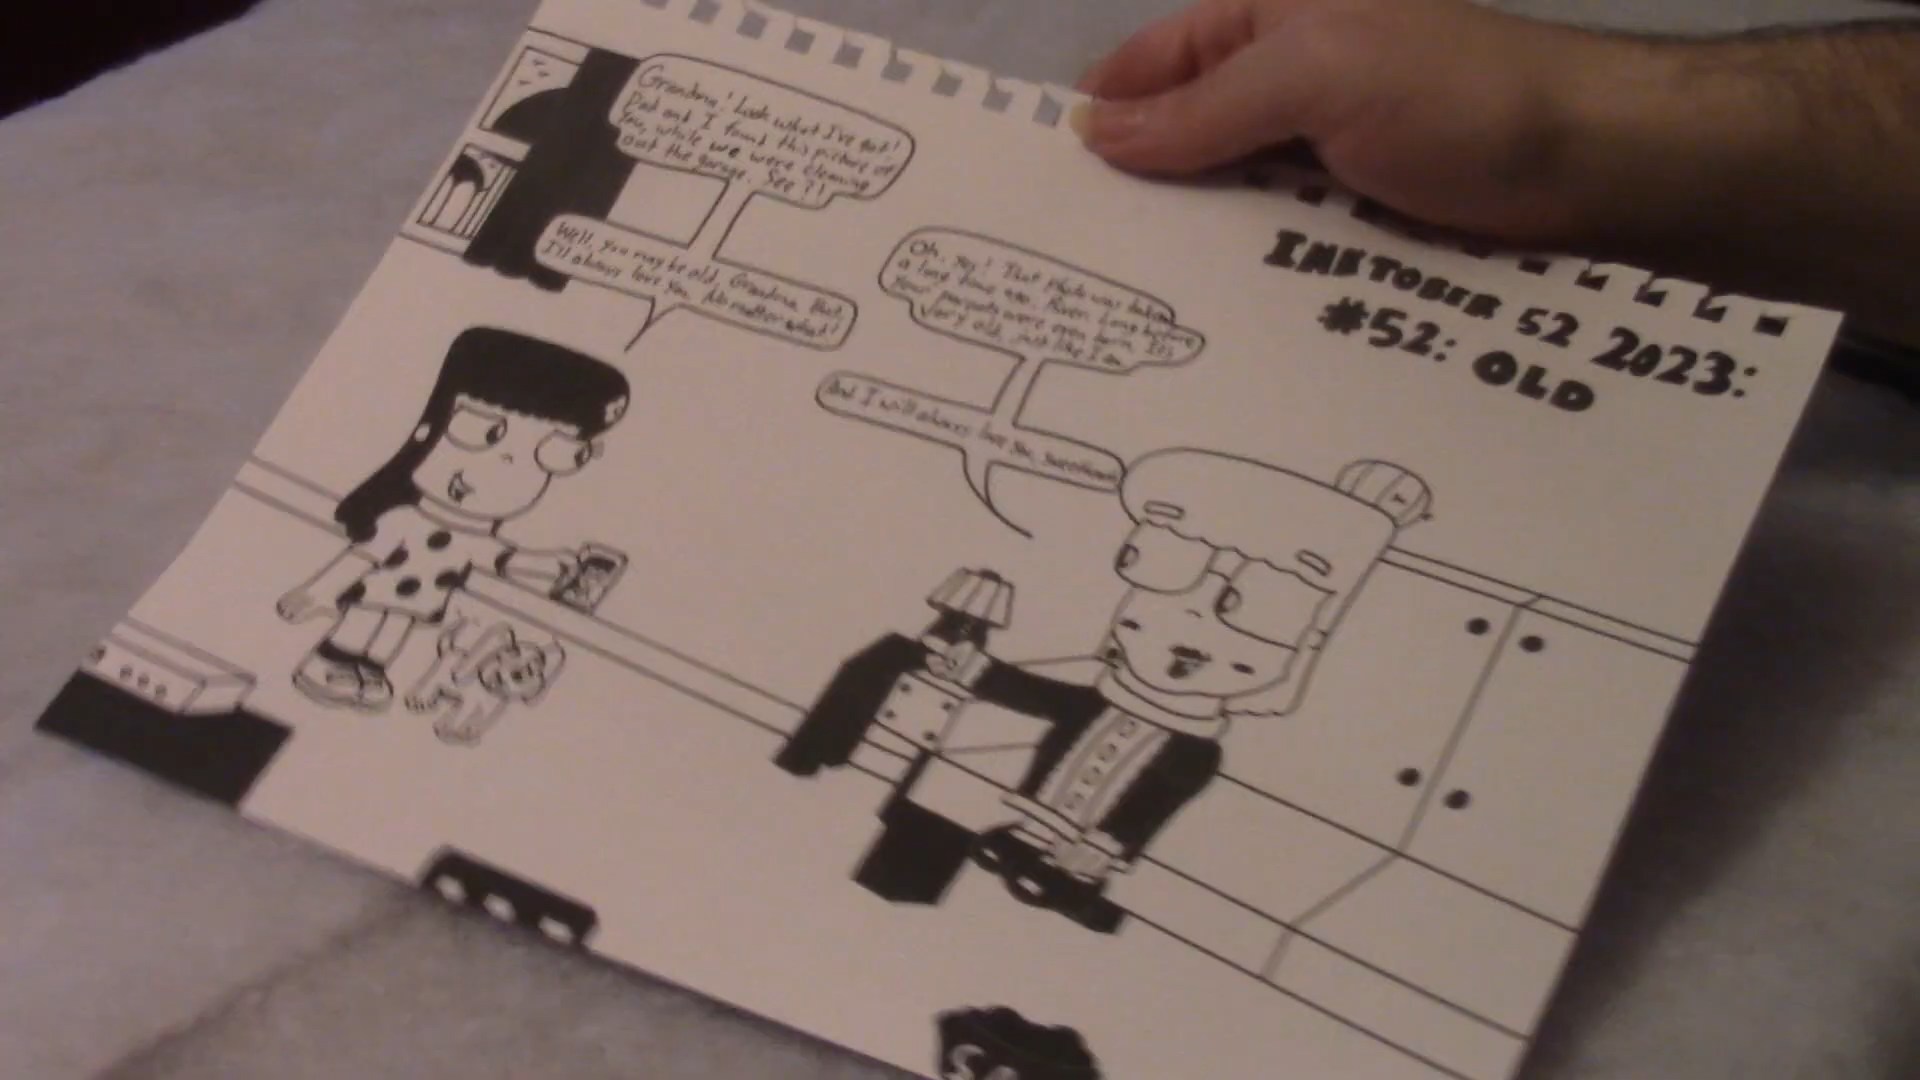 Grandma! Look what I've got!
Dad and I found this picture of
you, while we were cleaning
out the garage. See?!
Well, you may be old, Grandma. But,
I'll always love you. No matter what!
Oh, yes! That photo was taken
a long time ago, Raven. Long before
your parents were even born. It's
very old, just like I am.
And I will always love you, sweetheart.
INKTOBER 52 2023:
#52: OLD